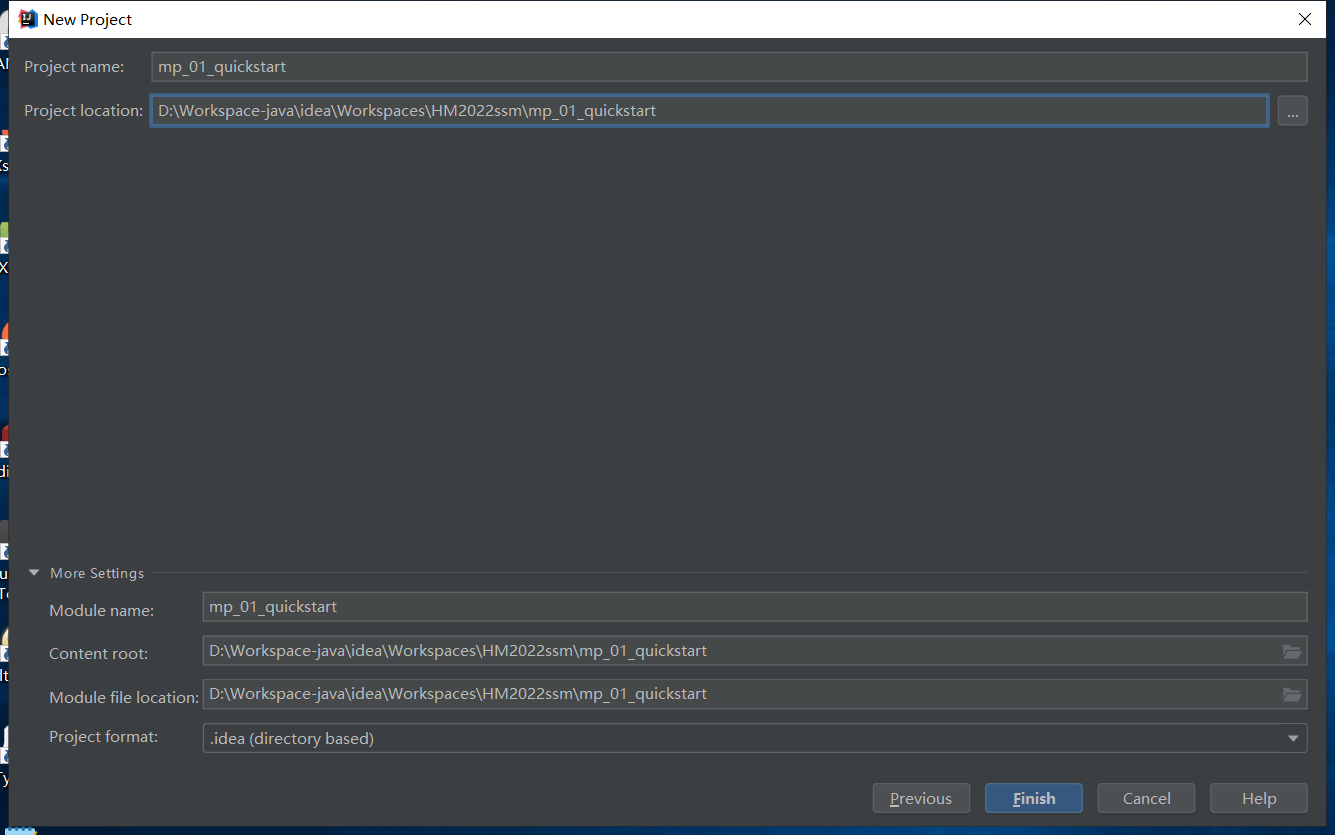 New Project
Project name: mp_01_quickstart
Project location: D:\Workspace-java\idea\Workspaces\HM2022ssm\mp_01_quickstart ...
More Settings
Module name: mp_01_quickstart
Content root: D:\Workspace-java\idea\Workspaces\HM2022ssm\mp_01_quickstart
Module file location: D:\Workspace-java\idea\Workspaces\HM2022ssm\mp_01_quickstart
Project format: .idea (directory based)
Previous Finish Cancel Help